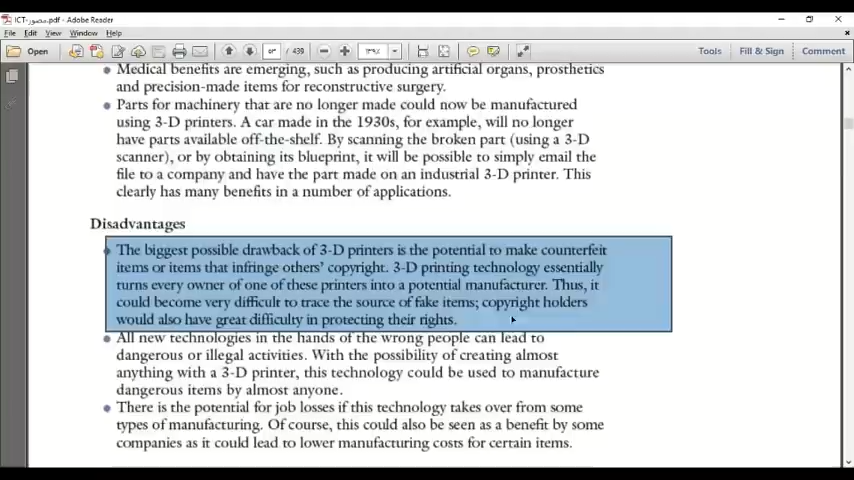 ICT-مصور.pdf - Adobe Reader
File Edit View Window Help
Open / 439 Tools Fill & Sign Comment
Medical benefits are emerging, such as producing artificial organs, prosthetics
and precision-made items for reconstructive surgery.
Parts for machinery that are no longer made could now be manufactured
using 3-D printers. A car made in the 1930s, for example, will no longer
have parts available off-the-shelf. By scanning the broken part (using a 3-D
scanner), or by obtaining its blueprint, it will be possible to simply email the
file to a company and have the part made on an industrial 3-D printer. This
clearly has many benefits in a number of applications.
Disadvantages
The biggest possible drawback of 3-D printers is the potential to make counterfeit
items or items that infringe others' copyright. 3-D printing technology essentially
turns every owner of one of these printers into a potential manufacturer. Thus, it
could become very difficult to trace the source of fake items; copyright holders
would also have great difficulty in protecting their rights.
All new technologies in the hands of the wrong people can lead to
dangerous or illegal activities. With the possibility of creating almost
anything with a 3-D printer, this technology could be used to manufacture
dangerous items by almost anyone.
There is the potential for job losses if this technology takes over from some
types of manufacturing. Of course, this could also be seen as a benefit by some
companies as it could lead to lower manufacturing costs for certain items.